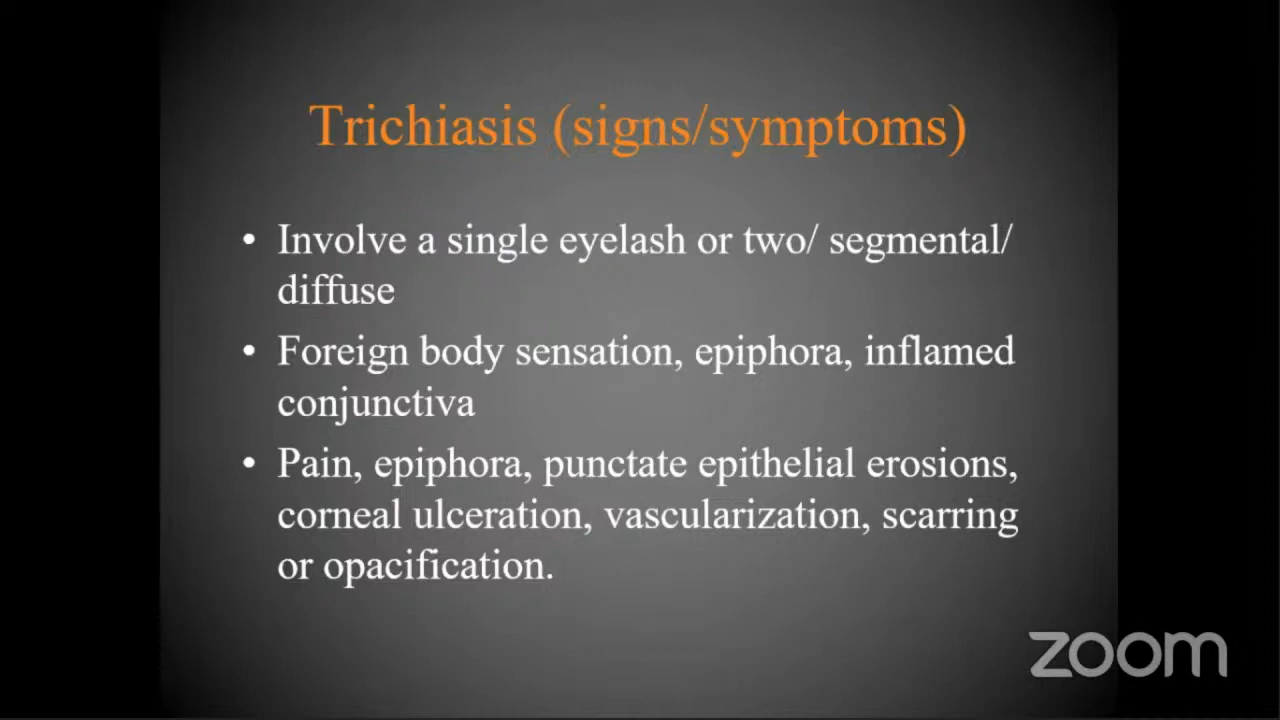 Trichiasis (signs/symptoms)
• Involve a single eyelash or two/ segmental/
diffuse
• Foreign body sensation, epiphora, inflamed
conjunctiva
• Pain, epiphora, punctate epithelial erosions,
corneal ulceration, vascularization, scarring
or opacification.
zoom